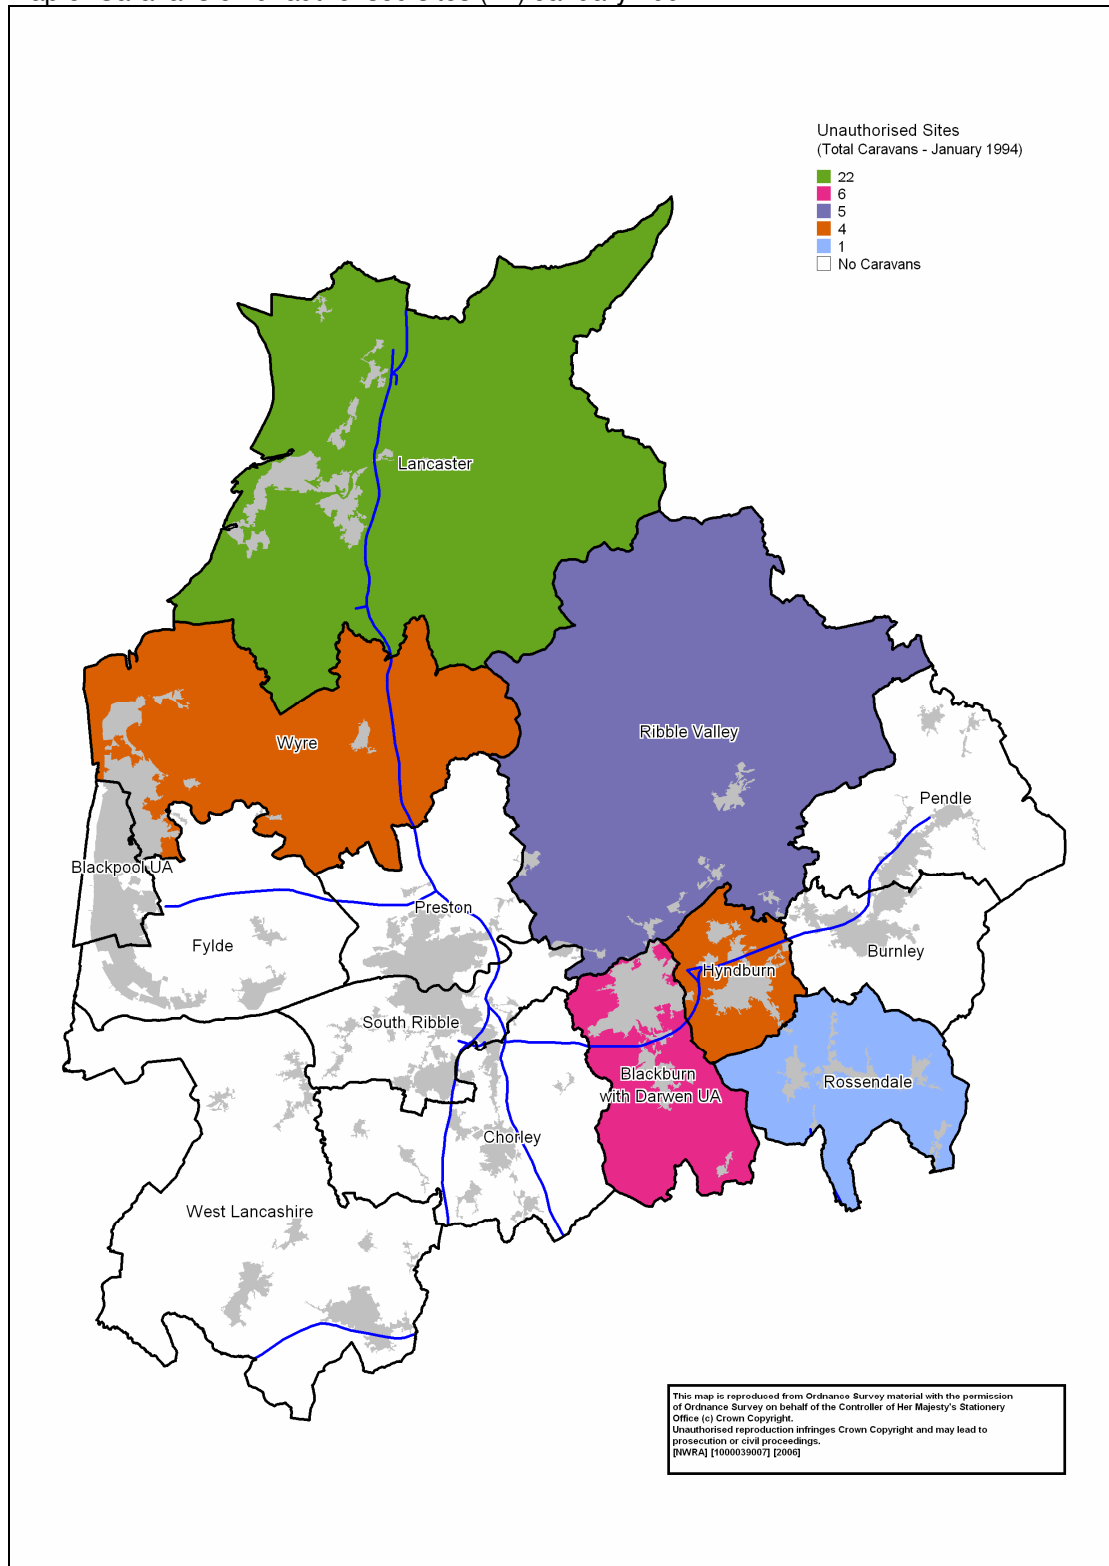 Unauthorised Sites
(Total Caravans - January 1994)
22
6
5
4
1
No Caravans
Lancaster
Wyre
Ribble Valley
Pendle
Blackpool UA
Preston
Fylde
Burnley
Hyndburn
South Ribble
Blackburn
with Darwen UA
Rossendale
Chorley
West Lancashire
This map is reproduced from Ordnance Survey material with the permission
of Ordnance Survey on behalf of the Controller of Her Majesty's Stationery
Office (c) Crown Copyright.
Unauthorised reproduction infringes Crown Copyright and may lead to
prosecution or civil proceedings.
[NWRA] [1000039007] [2006]